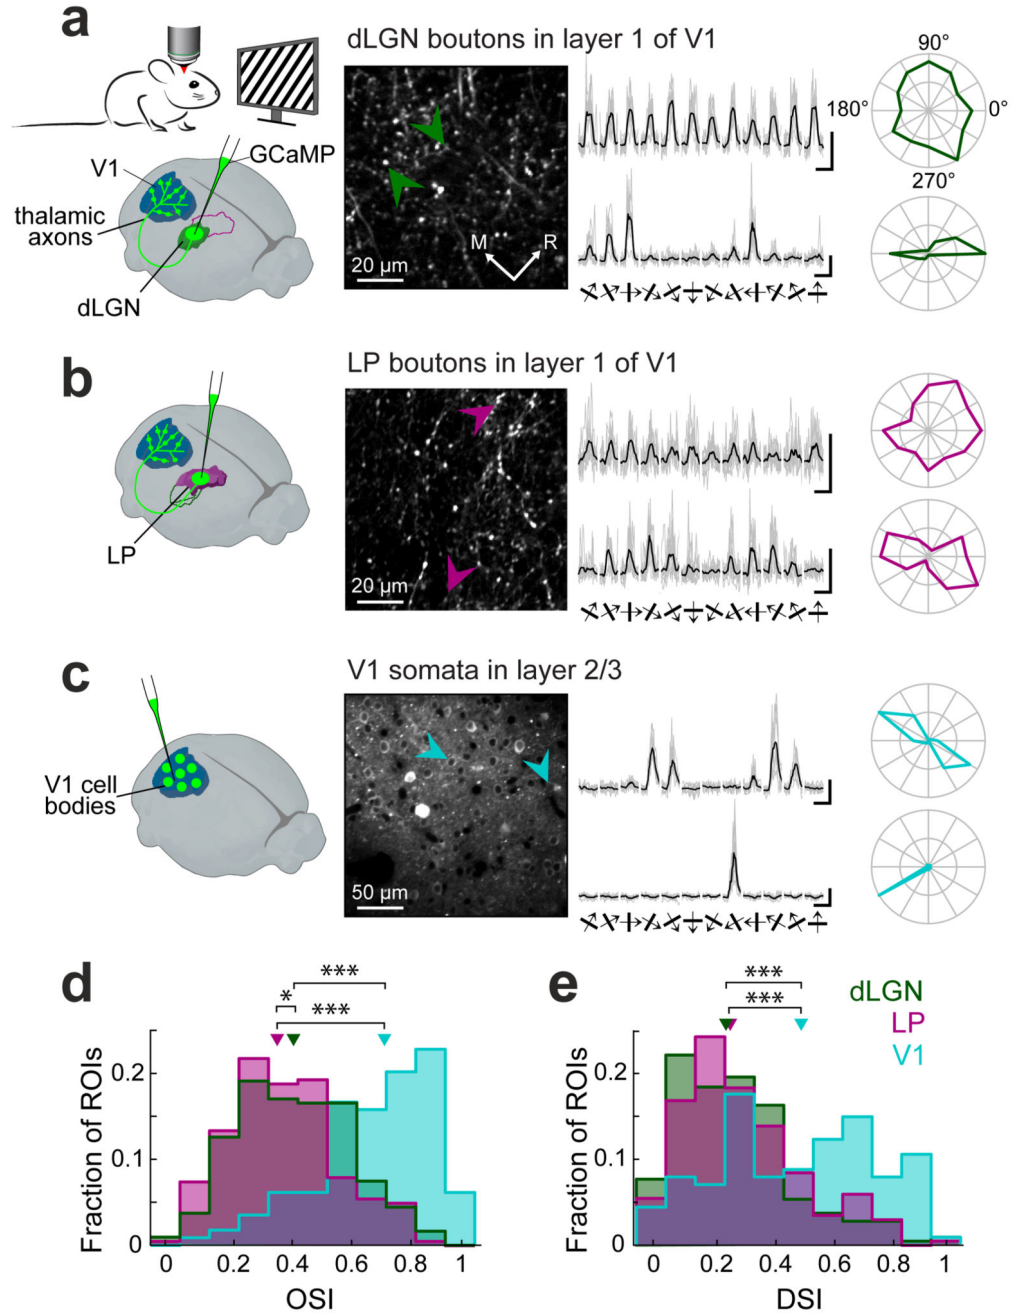 a
dLGN boutons in layer 1 of V1
GCaMP
V1
thalamic
axons
dLGN
20 µm
M
R
90°
180°
0°
270°
b
LP boutons in layer 1 of V1
LP
20 µm
c
V1 somata in layer 2/3
V1 cell
bodies
50 µm
d
***
*
***
Fraction of ROIs
0.2
0.1
0
0 0.2 0.4 0.6 0.8 1
OSI
e
***
***
dLGN
LP
V1
Fraction of ROIs
0.2
0.1
0
0 0.2 0.4 0.6 0.8 1
DSI